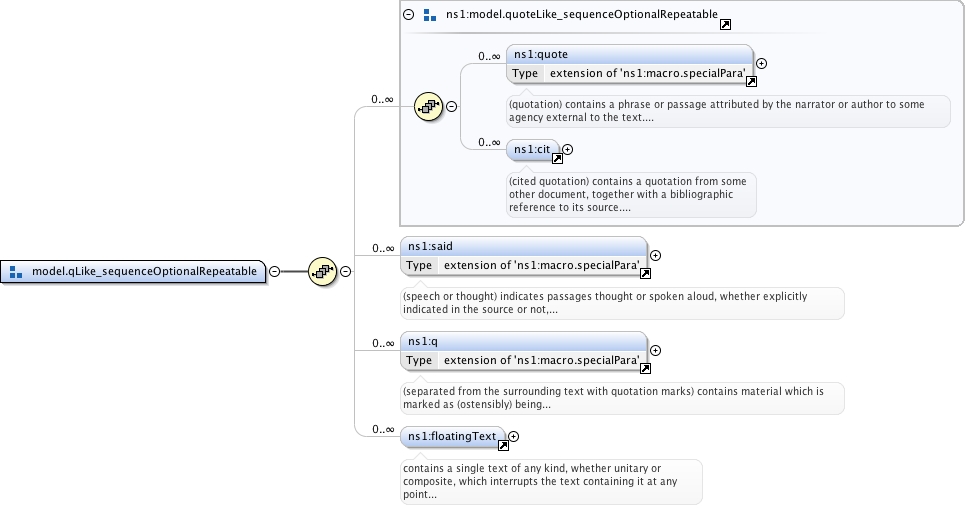 ns1:model.quoteLike_sequenceOptionalRepeatable
0..∞
ns1:quote
Type extension of 'ns1:macro.specialPara'
(quotation) contains a phrase or passage attributed by the narrator or author to some
agency external to the text....
0..∞
0..∞
ns1:cit
(cited quotation) contains a quotation from some
other document, together with a bibliographic
reference to its source....
model.qLike_sequenceOptionalRepeatable
0..∞
ns1:said
Type extension of 'ns1:macro.specialPara'
(speech or thought) indicates passages thought or spoken aloud, whether explicitly
indicated in the source or not,...
0..∞
ns1:q
Type extension of 'ns1:macro.specialPara'
(separated from the surrounding text with quotation marks) contains material which is
marked as (ostensibly) being...
0..∞
ns1:floatingText
contains a single text of any kind, whether unitary or
composite, which interrupts the text containing it at any
point...